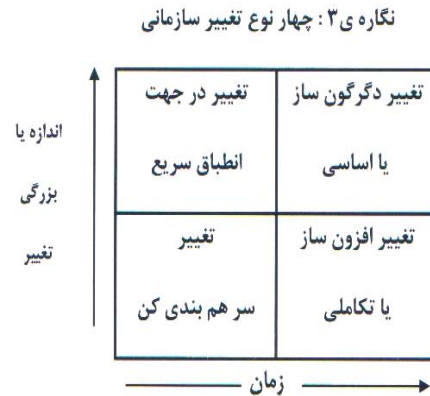 نگاره ی۳ : چهار نوع تغییر سازمانی
تغییر دگرگون ساز
یا اساسی
تغییر در جهت
انطباق سریع
اندازه یا
بزرگی
تغییر
تغییر افزون ساز
یا تکاملی
تغییر
سر هم بندی کن
زمان